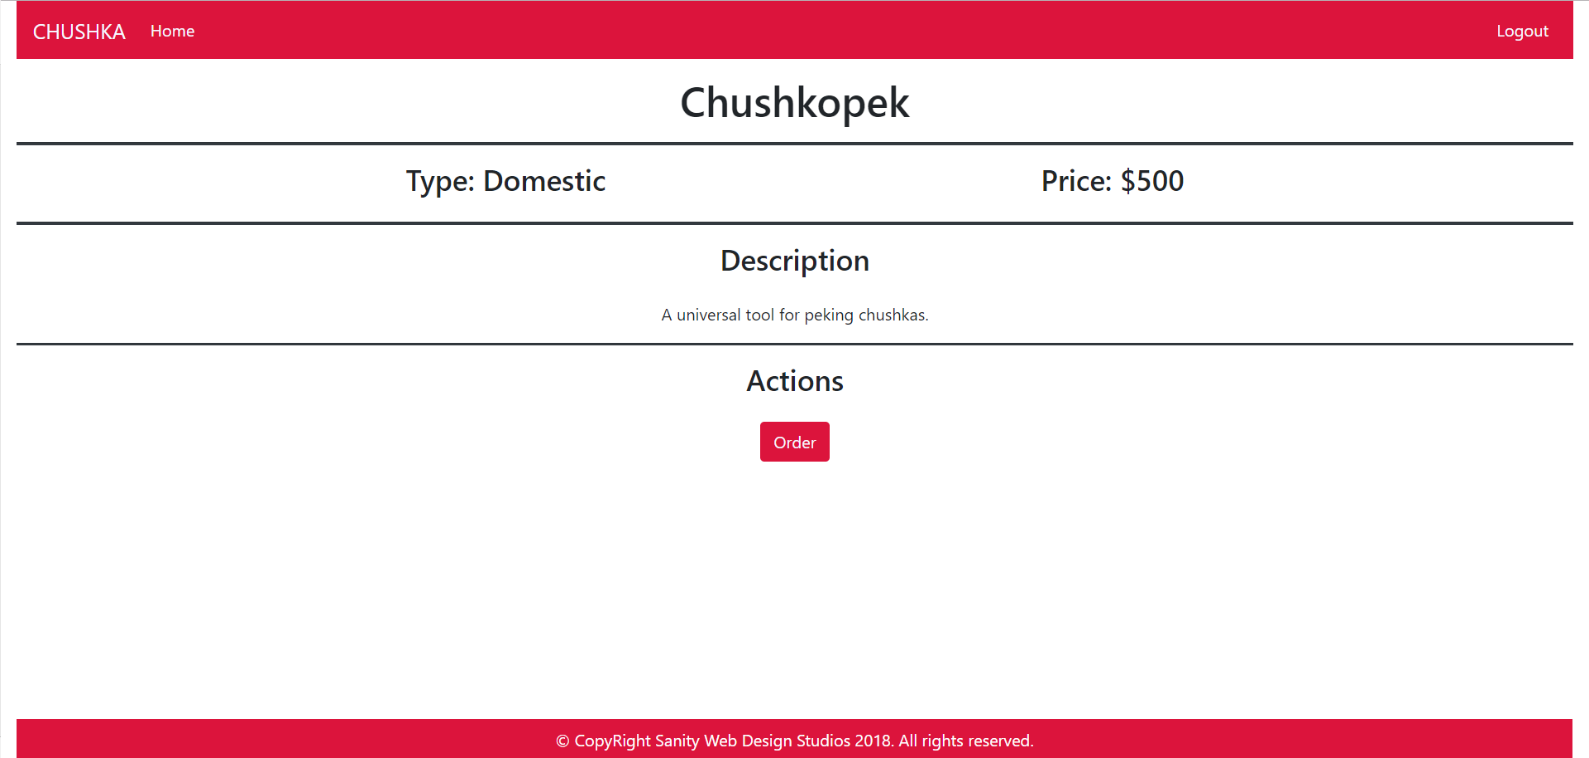 CHUSHKA Home Logout
Chushkopek
Type: Domestic Price: $500
Description
A universal tool for peking chushkas.
Actions
Order
© CopyRight Sanity Web Design Studios 2018. All rights reserved.